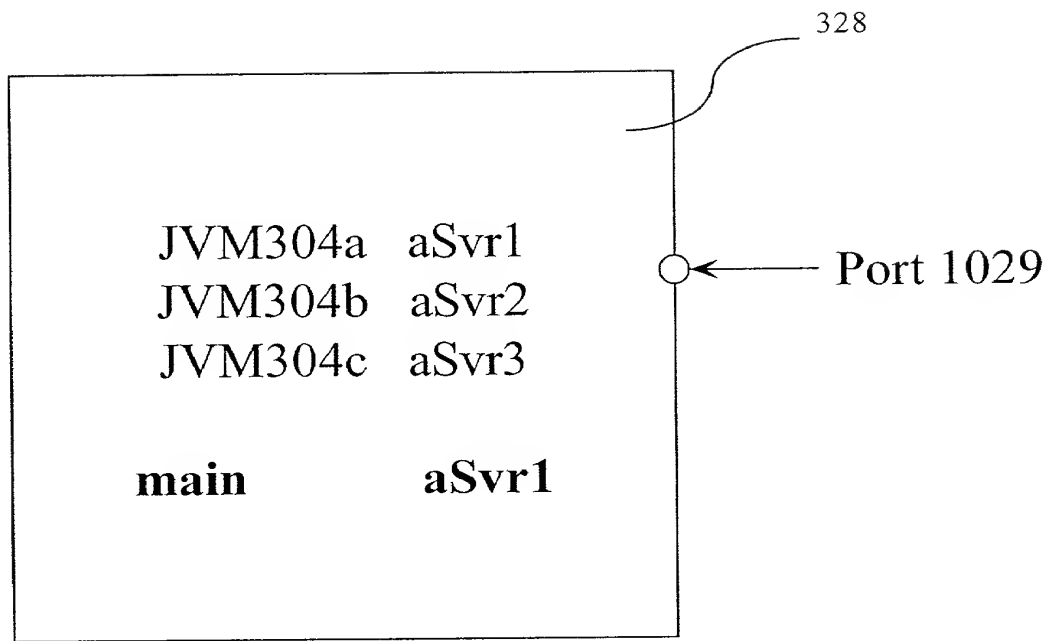 328
JVM304a aSvr1
JVM304b aSvr2
JVM304c aSvr3
Port 1029
main aSvr1